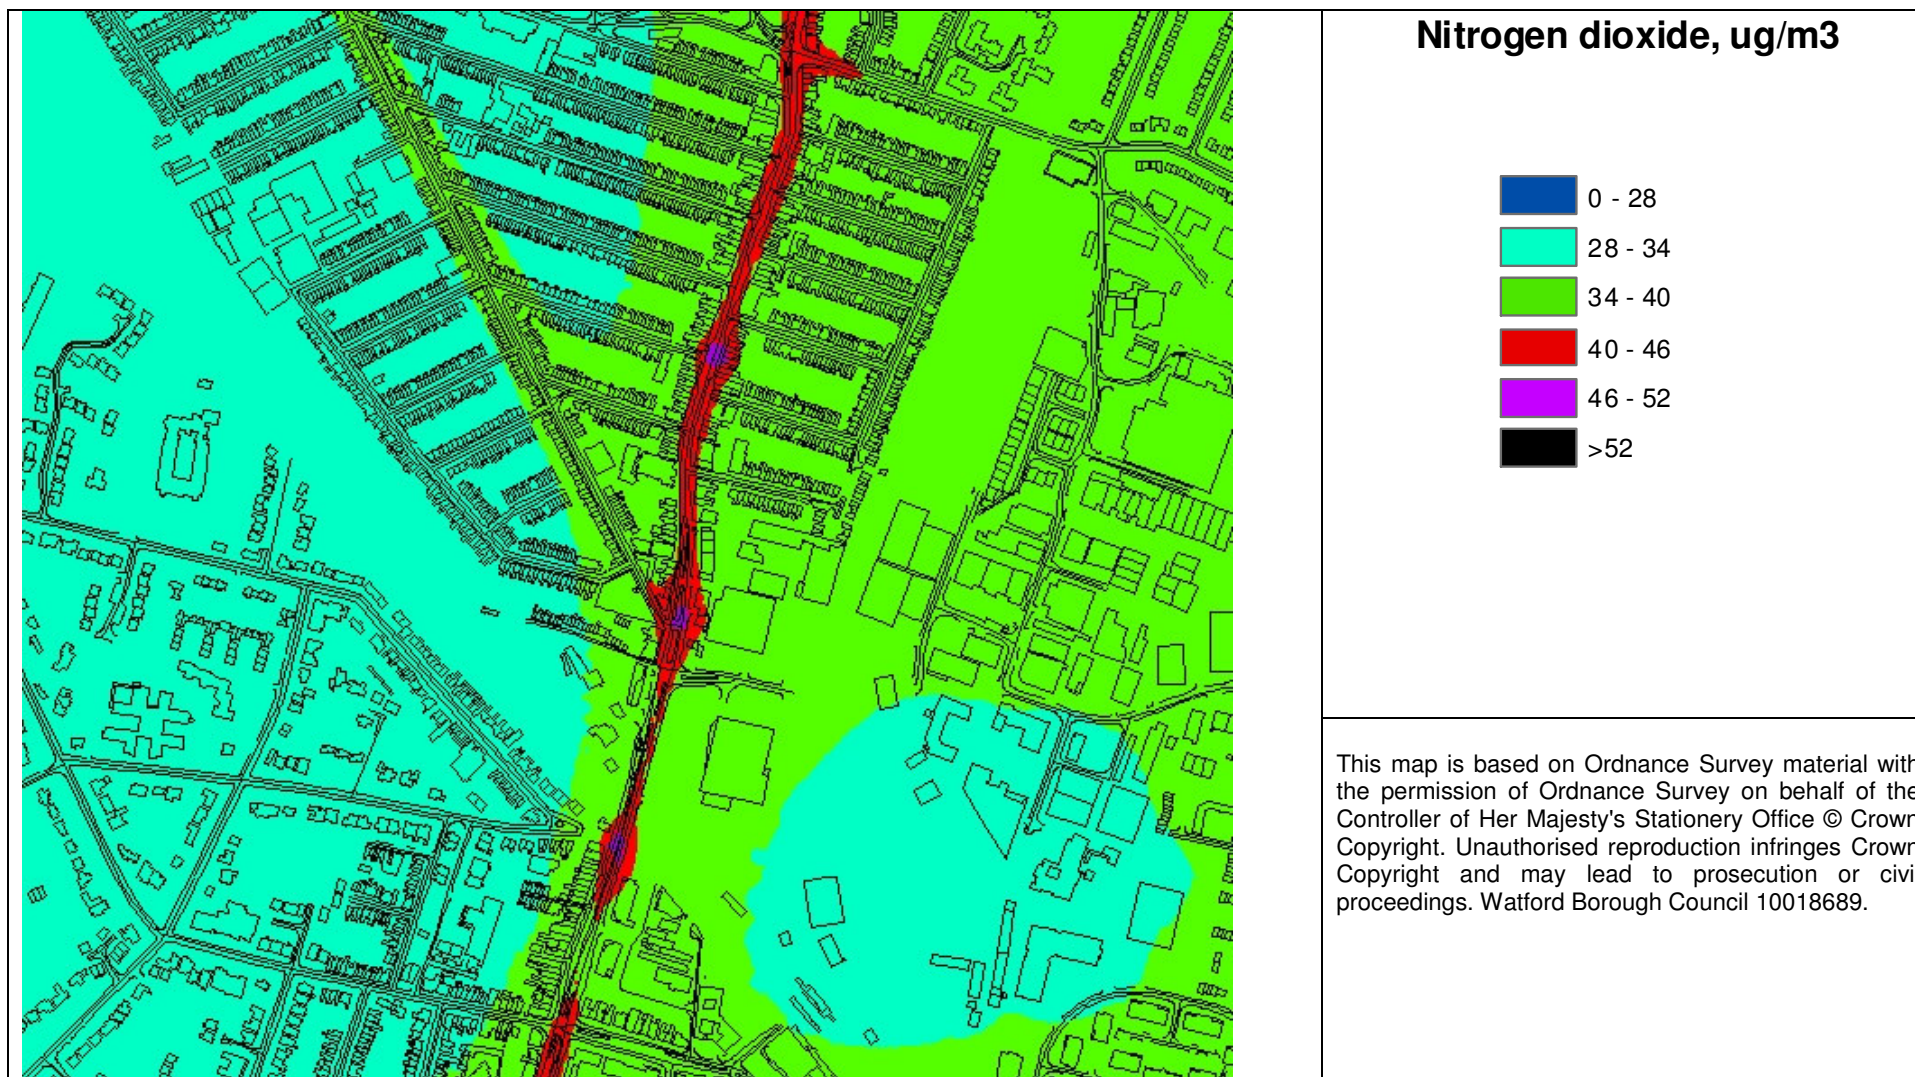 Nitrogen dioxide, ug/m3
0 - 28
28 - 34
34 - 40
40 - 46
46 - 52
>52
This map is based on Ordnance Survey material with
the permission of Ordnance Survey on behalf of the
Controller of Her Majesty's Stationery Office © Crown
Copyright. Unauthorised reproduction infringes Crown
Copyright and may lead to prosecution or civi
proceedings. Watford Borough Council 10018689.